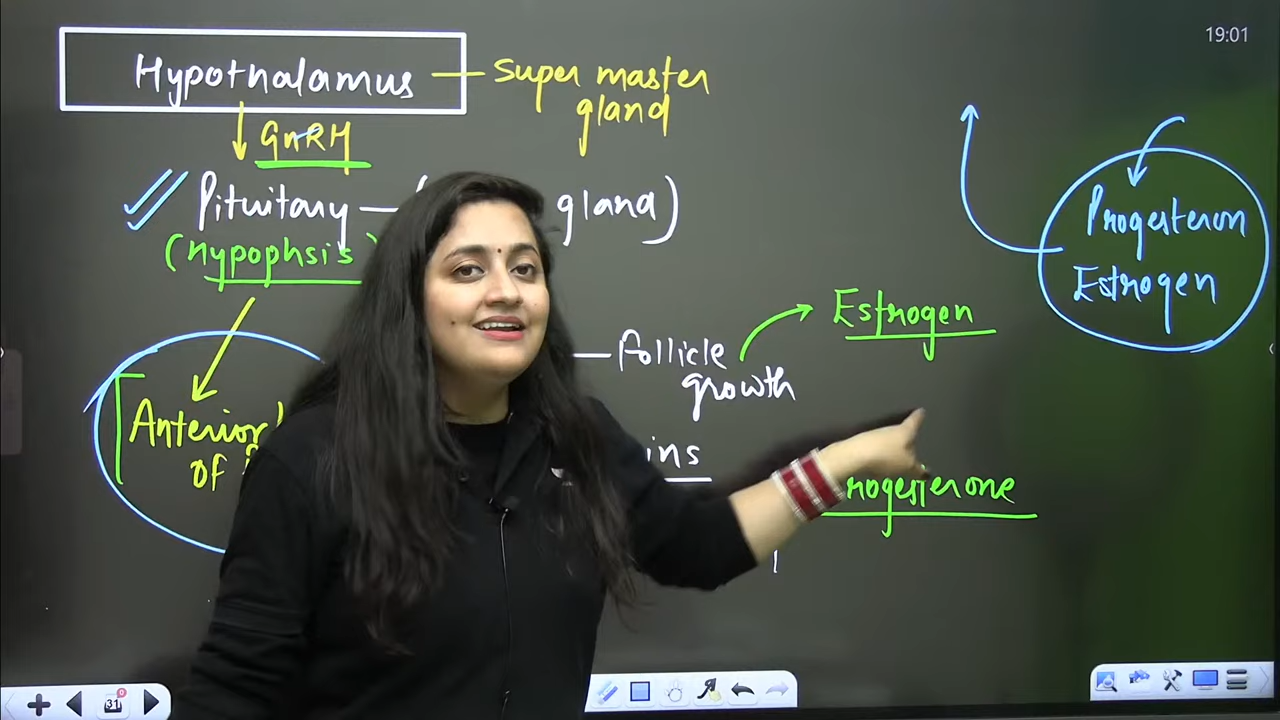 19:01
Hypothalamus — Super master
gland
GnRH
Pituitary — ( gland)
(Hypophsis)
Progesteron
Estrogen
Estrogen
— follicle
growth
Anterior
of
ins
rogesterone
31
0